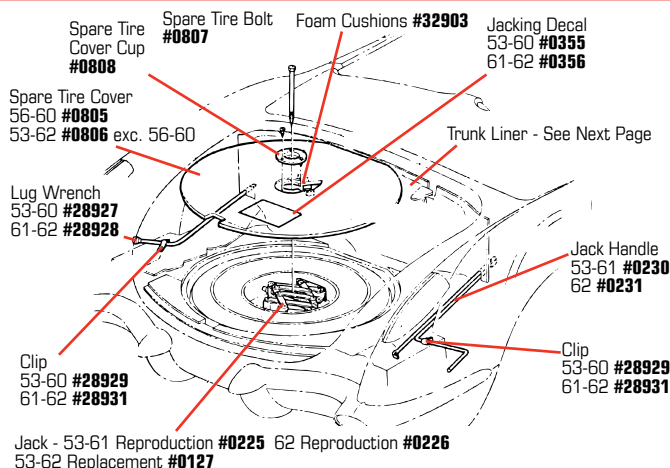 Spare Tire
Cover Cup
#0808
Spare Tire Bolt
#0807
Foam Cushions #32903
Jacking Decal
53-60 #0355
61-62 #0356
Spare Tire Cover
56-60 #0805
53-62 #0806 exc. 56-60
Trunk Liner - See Next Page
Lug Wrench
53-60 #28927
61-62 #28928
Jack Handle
53-61 #0230
62 #0231
Clip
53-60 #28929
61-62 #28931
Clip
53-60 #28929
61-62 #28931
Jack - 53-61 Reproduction #0225 62 Reproduction #0226
53-62 Replacement #0127